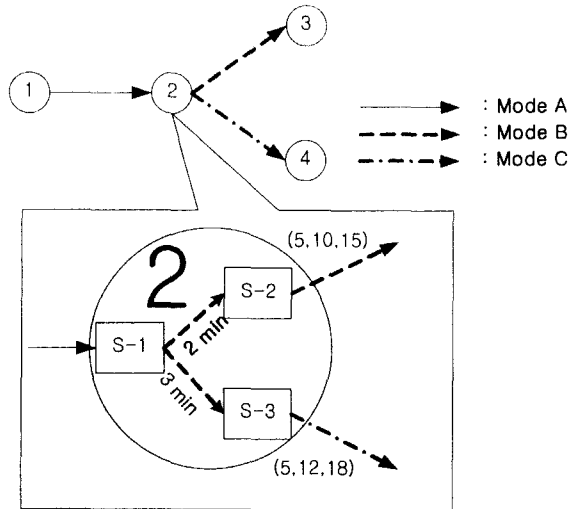 3
1
2
4
: Mode A
: Mode B
: Mode C
2
(5,10,15)
S-2
S-1
2 min
3 min
S-3
(5,12,18)